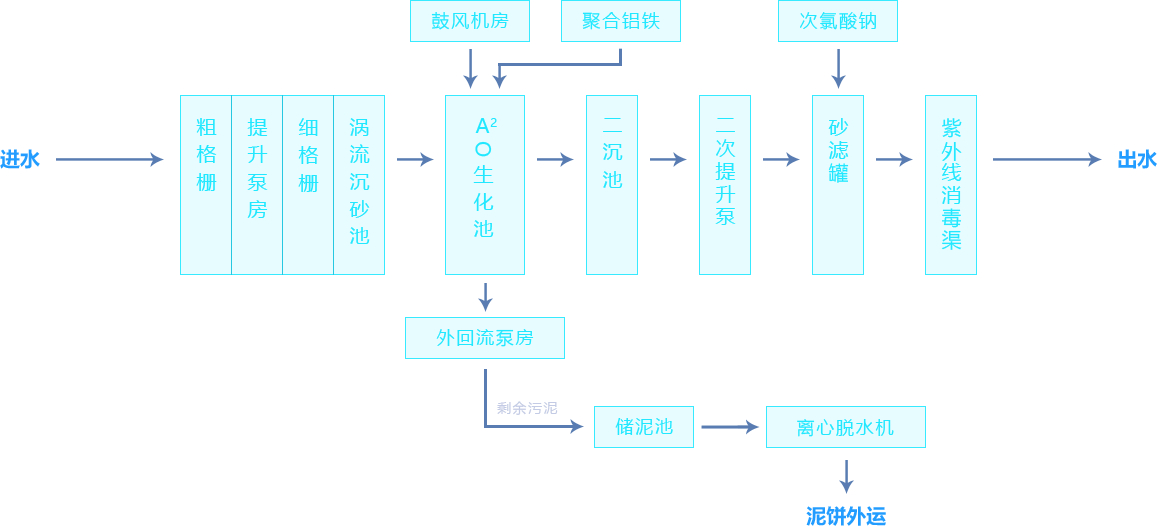 鼓风机房
聚合铝铁
次氯酸钠
进水
粗格栅
提升泵房
细格栅
涡流沉砂池
A²O生化池
二沉池
二次提升泵
砂滤罐
紫外线消毒渠
出水
外回流泵房
剩余污泥
储泥池
离心脱水机
泥饼外运